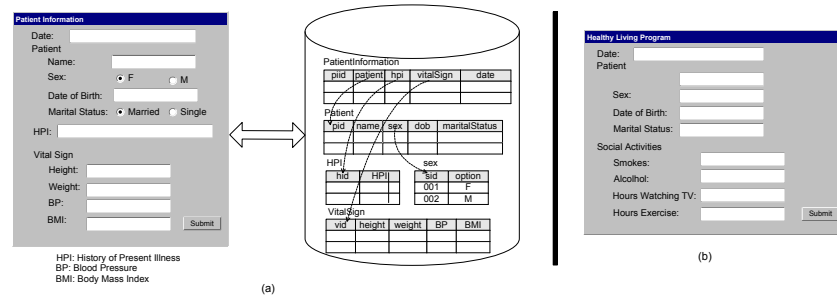 Patient Information
Date:
Patient
Name:
Sex: F M
Date of Birth:
Marital Status: Married Single
HPI:
Vital Sign
Height:
Weight:
BP:
BMI:
Submit
HPI: History of Present Illness
BP: Blood Pressure
BMI: Body Mass Index
PatientInformation
piid patient hpi vitalSign date
Patient
pid name sex dob maritalStatus
HPI
hid HPI
sex
sid option
001 F
002 M
VitalSign
vid height weight BP BMI
(a)
Healthy Living Program
Date:
Patient
Sex:
Date of Birth:
Marital Status:
Social Activities
Smokes:
Alcolhol:
Hours Watching TV:
Hours Exercise:
Submit
(b)